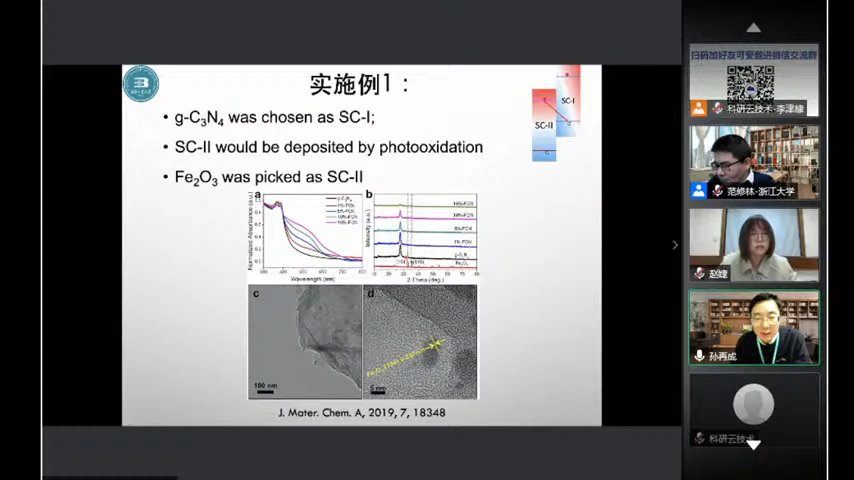 实施例1：
SC-I
SC-II
• g-C₃N₄ was chosen as SC-I;
• SC-II would be deposited by photooxidation
• Fe₂O₃ was picked as SC-II
a
Normalized Absorbance (a.u.)
Wavelength (nm)
b
Intensity (a.u.)
2 Theta (deg.)
c
100 nm
d
5 nm
J. Mater. Chem. A, 2019, 7, 18348
扫码加好友可受邀进微信交流群
科研云技术-李津棣
范修林-浙江大学
赵婕
孙再成
科研云技术